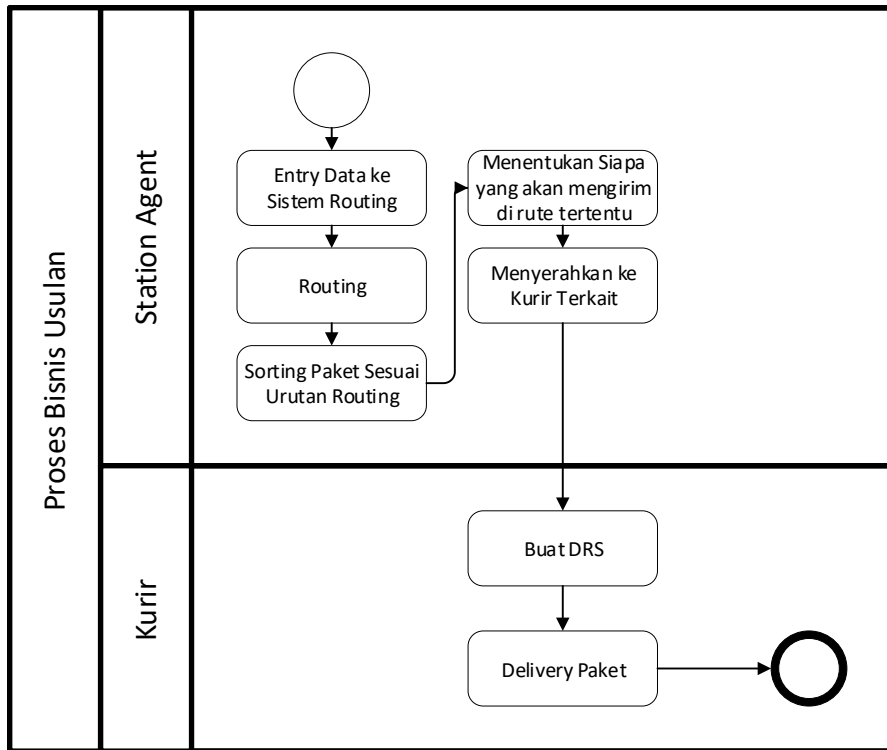 Proses Bisnis Usulan
Station Agent
Entry Data ke
Sistem Routing
Routing
Sorting Paket Sesuai
Urutan Routing
Menentukan Siapa
yang akan mengirim
di rute tertentu
Menyerahkan ke
Kurir Terkait
Kurir
Buat DRS
Delivery Paket